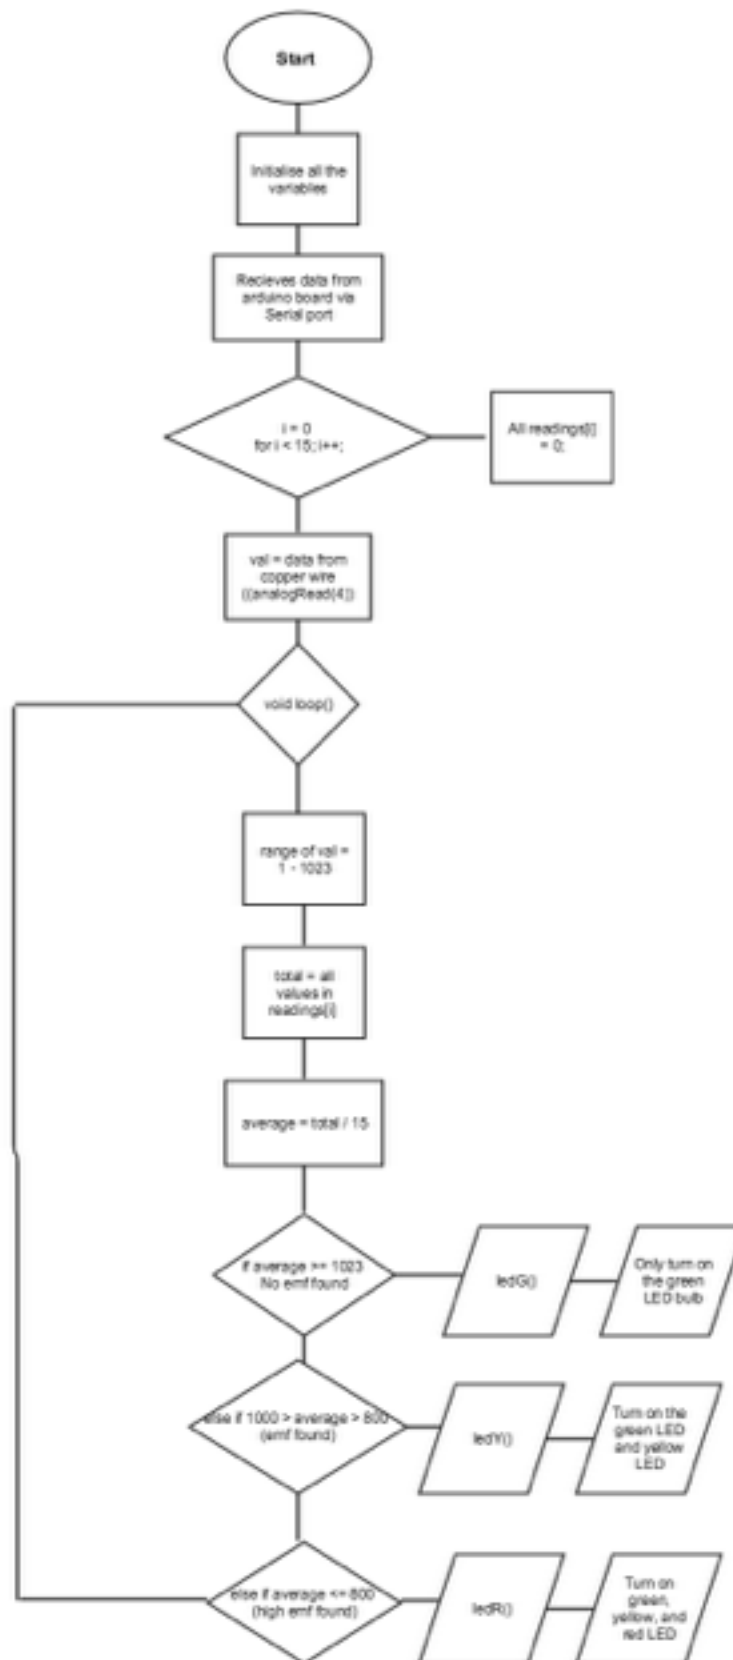 Start
Initialise all the
variables
Recieves data from
arduino board via
Serial port
i = 0
for i < 15; i++;
All readings[i]
= 0;
val = data from
copper wire
((analogRead(4))
void loop()
range of val =
1 - 1023
total = all
values in
readings[i]
average = total / 15
if average >= 1023
No emf found
ledG()
Only turn on
the green
LED bulb
else if 1000 > average > 800
(emf found)
ledY()
Turn on the
green LED
and yellow
LED
else if average <= 800
(high emf found)
ledR()
Turn on
green,
yellow, and
red LED